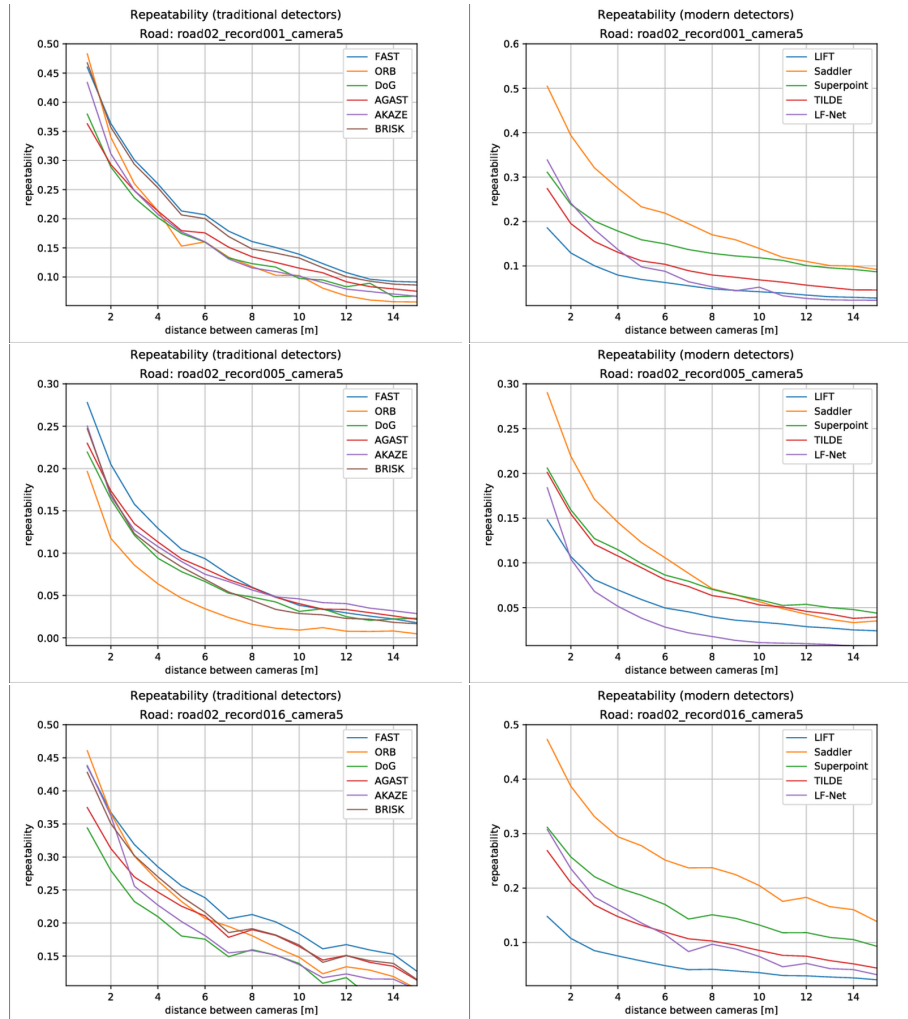 Repeatability (traditional detectors)
Road: road02_record001_camera5
0.50
0.45
0.40
0.35
0.30
0.25
0.20
0.15
0.10
repeatability
FAST
ORB
DoG
AGAST
AKAZE
BRISK
2 4 6 8 10 12 14
distance between cameras [m]
Repeatability (modern detectors)
Road: road02_record001_camera5
0.6
0.5
0.4
0.3
0.2
0.1
repeatability
LIFT
Saddler
Superpoint
TILDE
LF-Net
2 4 6 8 10 12 14
distance between cameras [m]
Repeatability (traditional detectors)
Road: road02_record005_camera5
0.30
0.25
0.20
0.15
0.10
0.05
0.00
repeatability
FAST
ORB
DoG
AGAST
AKAZE
BRISK
2 4 6 8 10 12 14
distance between cameras [m]
Repeatability (modern detectors)
Road: road02_record005_camera5
0.30
0.25
0.20
0.15
0.10
0.05
repeatability
LIFT
Saddler
Superpoint
TILDE
LF-Net
2 4 6 8 10 12 14
distance between cameras [m]
Repeatability (traditional detectors)
Road: road02_record016_camera5
0.50
0.45
0.40
0.35
0.30
0.25
0.20
0.15
repeatability
FAST
ORB
DoG
AGAST
AKAZE
BRISK
2 4 6 8 10 12 14
distance between cameras [m]
Repeatability (modern detectors)
Road: road02_record016_camera5
0.5
0.4
0.3
0.2
0.1
repeatability
LIFT
Saddler
Superpoint
TILDE
LF-Net
2 4 6 8 10 12 14
distance between cameras [m]